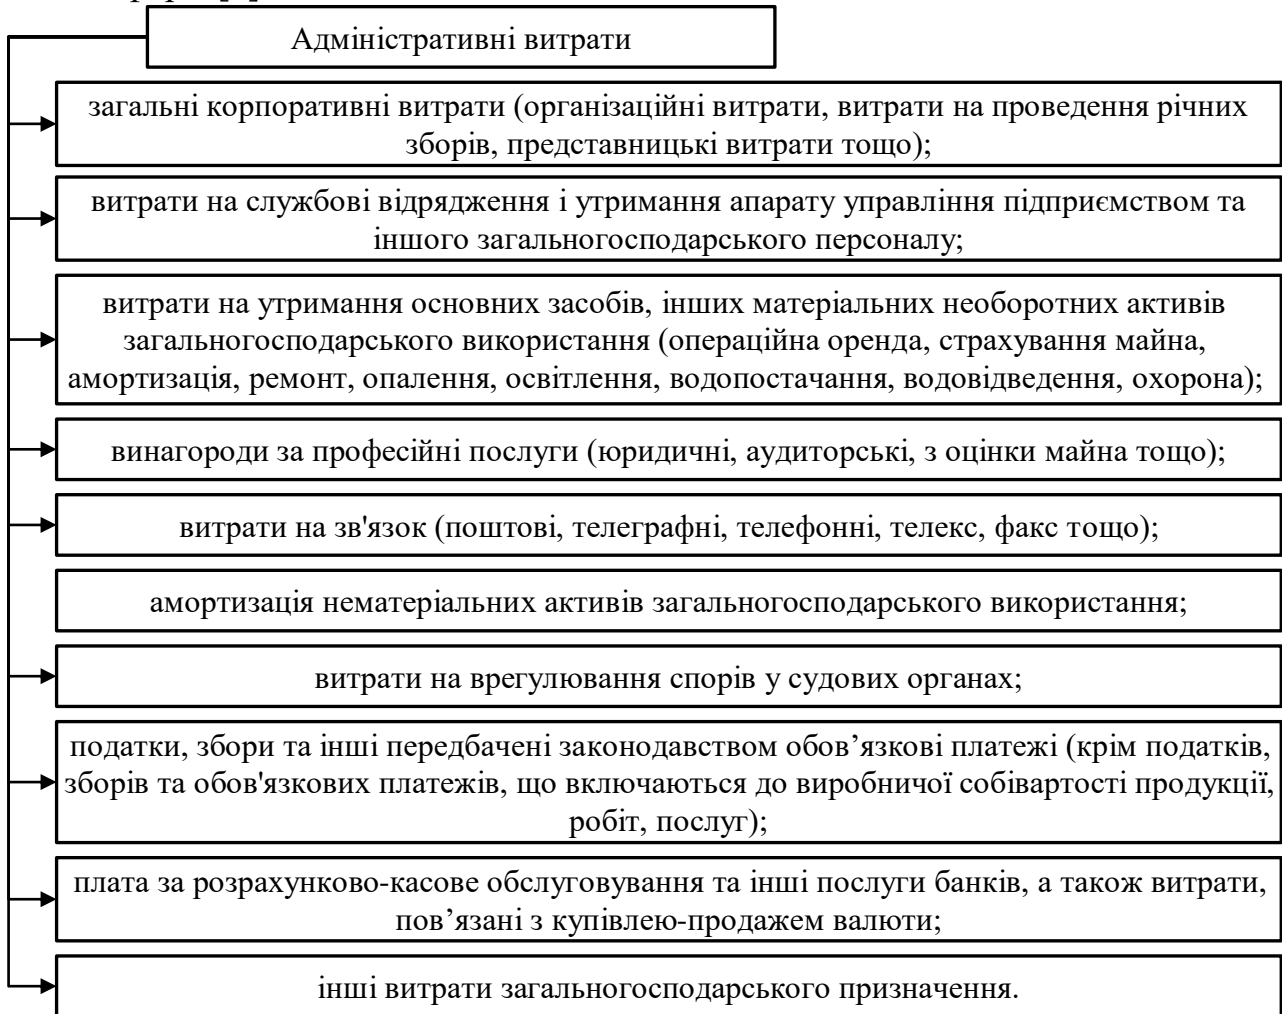 Адміністративні витрати
загальні корпоративні витрати (організаційні витрати, витрати на проведення річних
зборів, представницькі витрати тощо);
витрати на службові відрядження і утримання апарату управління підприємством та
іншого загальногосподарського персоналу;
витрати на утримання основних засобів, інших матеріальних необоротних активів
загальногосподарського використання (операційна оренда, страхування майна,
амортизація, ремонт, опалення, освітлення, водопостачання, водовідведення, охорона);
винагороди за професійні послуги (юридичні, аудиторські, з оцінки майна тощо);
витрати на зв'язок (поштові, телеграфні, телефонні, телекс, факс тощо);
амортизація нематеріальних активів загальногосподарського використання;
витрати на врегулювання спорів у судових органах;
податки, збори та інші передбачені законодавством обов’язкові платежі (крім податків,
зборів та обов'язкових платежів, що включаються до виробничої собівартості продукції,
робіт, послуг);
плата за розрахунково-касове обслуговування та інші послуги банків, а також витрати,
пов’язані з купівлею-продажем валюти;
інші витрати загальногосподарського призначення.